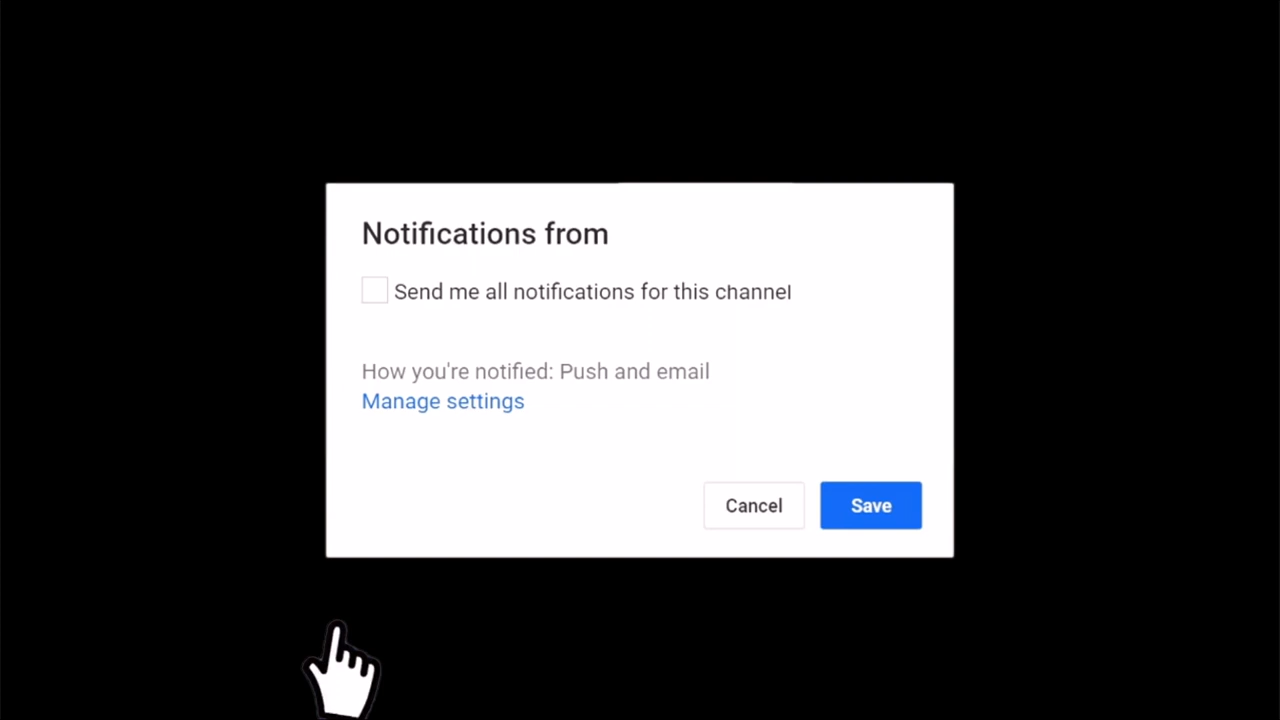 Notifications from
Send me all notifications for this channel
How you're notified: Push and email
Manage settings
Cancel
Save